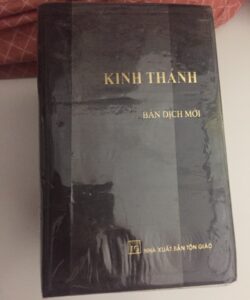 KINH THÁNH
BẢN DỊCH MỚI
NHÀ XUẤT BẢN TÔN GIÁO